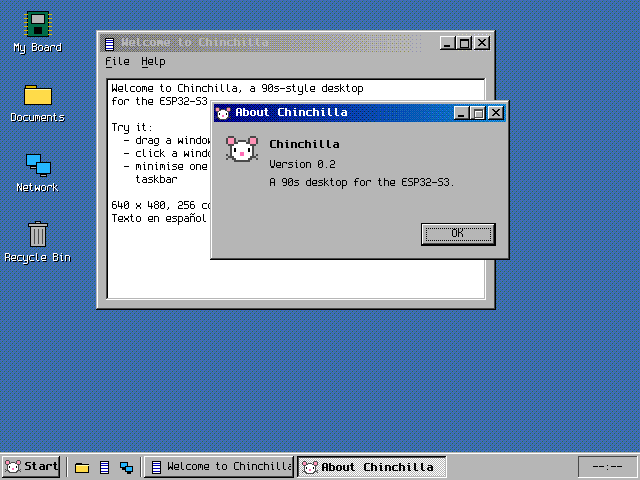 My Board
Documents
Network
Recycle Bin
Welcome to Chinchilla
File Help
Welcome to Chinchilla, a 90s-style desktop
for the ESP32-S3
Try it:
- drag a window
- click a window
- minimise one
taskbar
640 x 480, 256
Texto en español
About Chinchilla
Chinchilla
Version 0.2
A 90s desktop for the ESP32-S3.
OK
Start
Welcome to Chinchilla
About Chinchilla
--:--